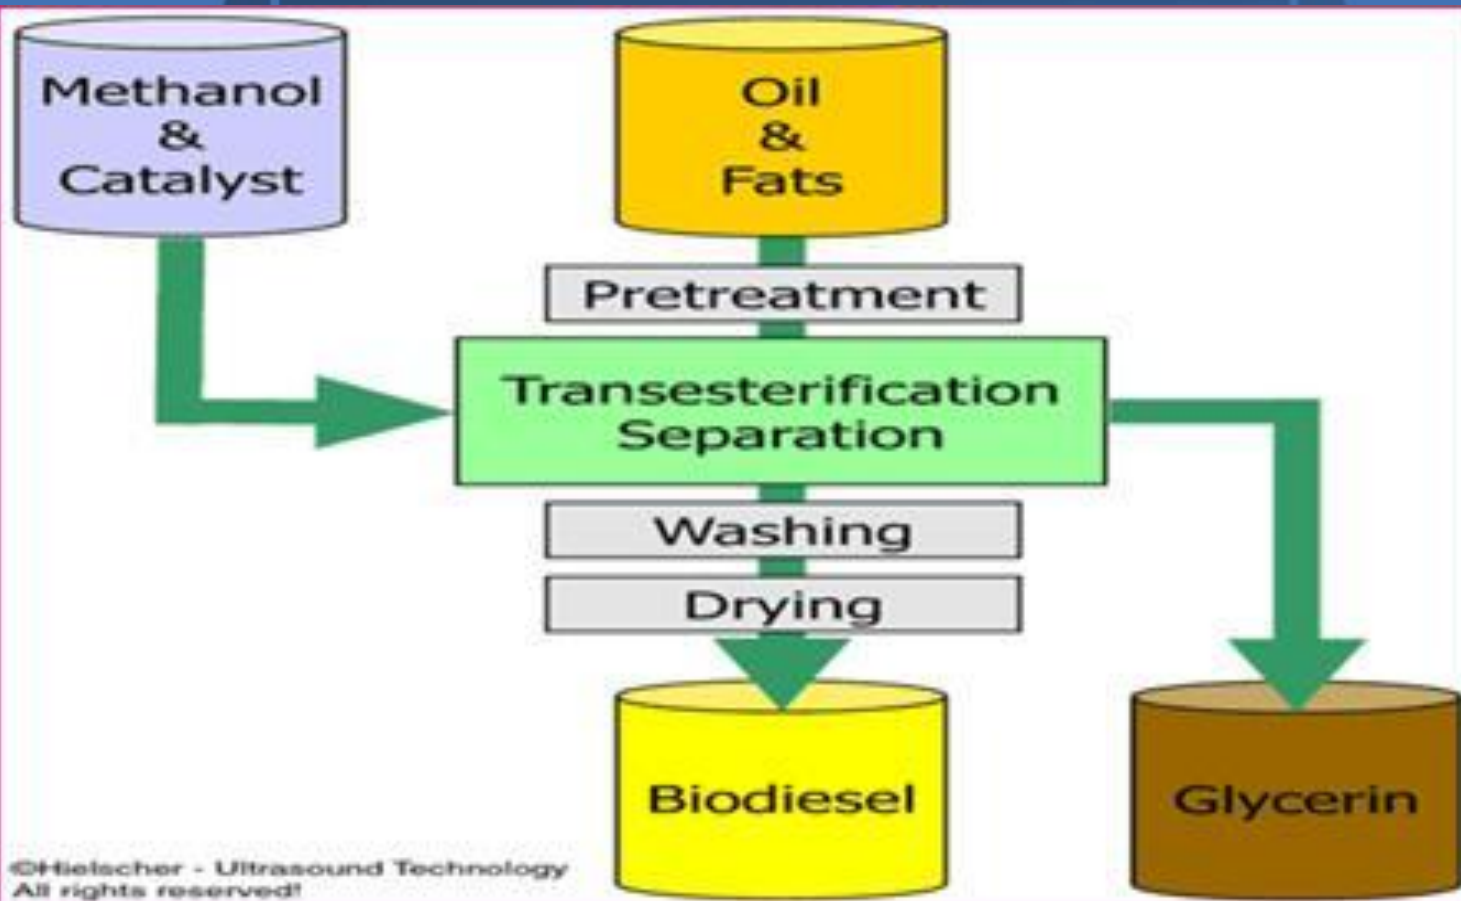 Methanol
&
Catalyst
Oil
&
Fats
Pretreatment
Transesterification
Separation
Washing
Drying
Biodiesel
Glycerin
©Hielscher - Ultrasound Technology
All rights reserved!